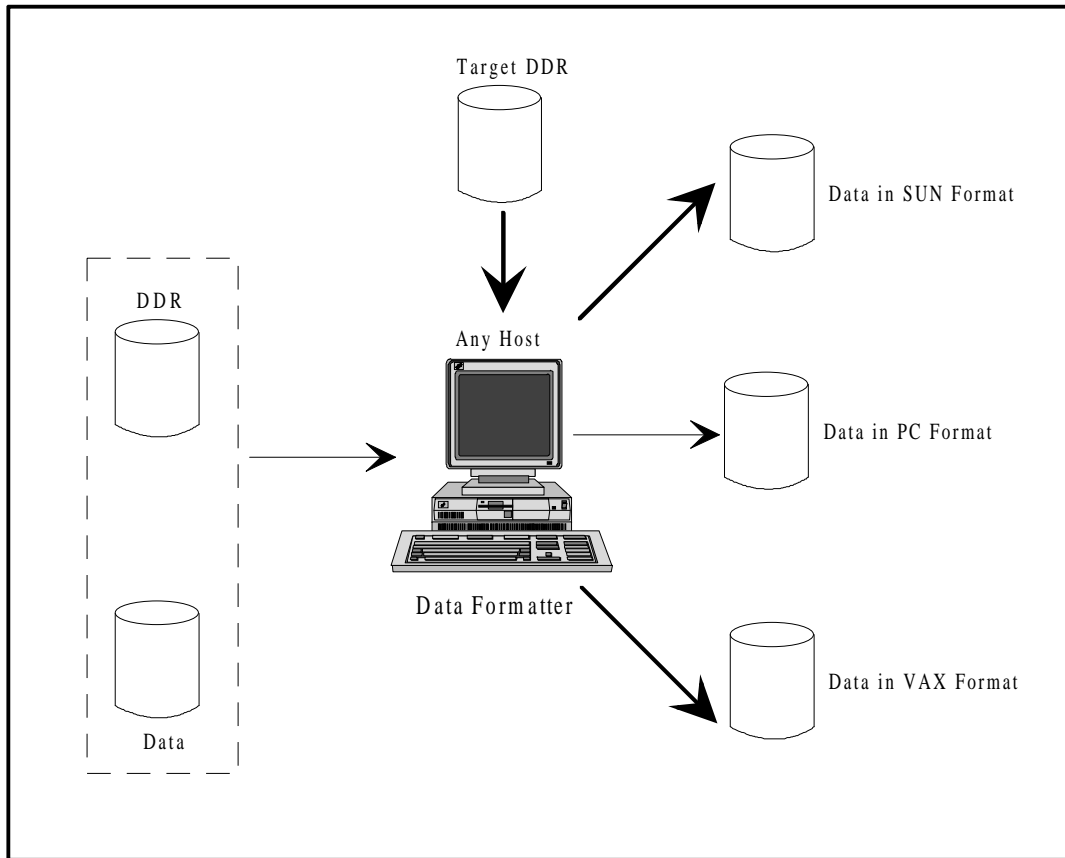 Target DDR
Data in SUN Format
DDR
Any Host
Data in PC Format
Data Formatter
Data in VAX Format
Data